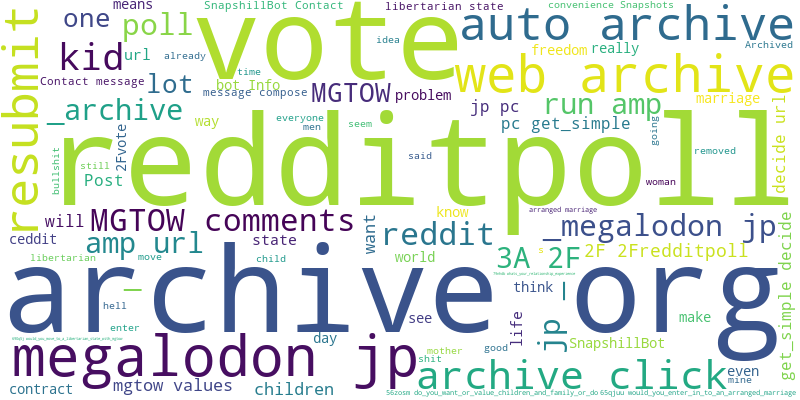 means
SnapshillBot Contact
libertarian state
convenience Snapshots
one
poll
vote
auto archive
Archived
resubmit
kid
url
already
idea
freedom
really
Contact message
lot
time
bot Info
web archive
_archive
message compose
MGTOW
problem
jp pc
run amp
marriage
way
everyone
men
seem
pc get_simple
decide url
2Fvote
bullshit
still
Post
redditpoll
said
going
removed
woman
will
MGTOW comments
know
arranged marriage
_megalodon jp
ceddit
amp url
state
want
reddit
s
2F 2Fredditpoll
get_simple decide
libertarian
move
child
world
3A 2F
archive org
hell
_
think
jp _
enter
day
see
life
make
SnapshillBot
megalodon jp
mother
shit
good
archive click
even
mine
contract
mgtow values
children
56zosm do_you_want_or_value_children_and_family_or_do
65qjuu would_you_enter_in_to_an_arranged_marriage